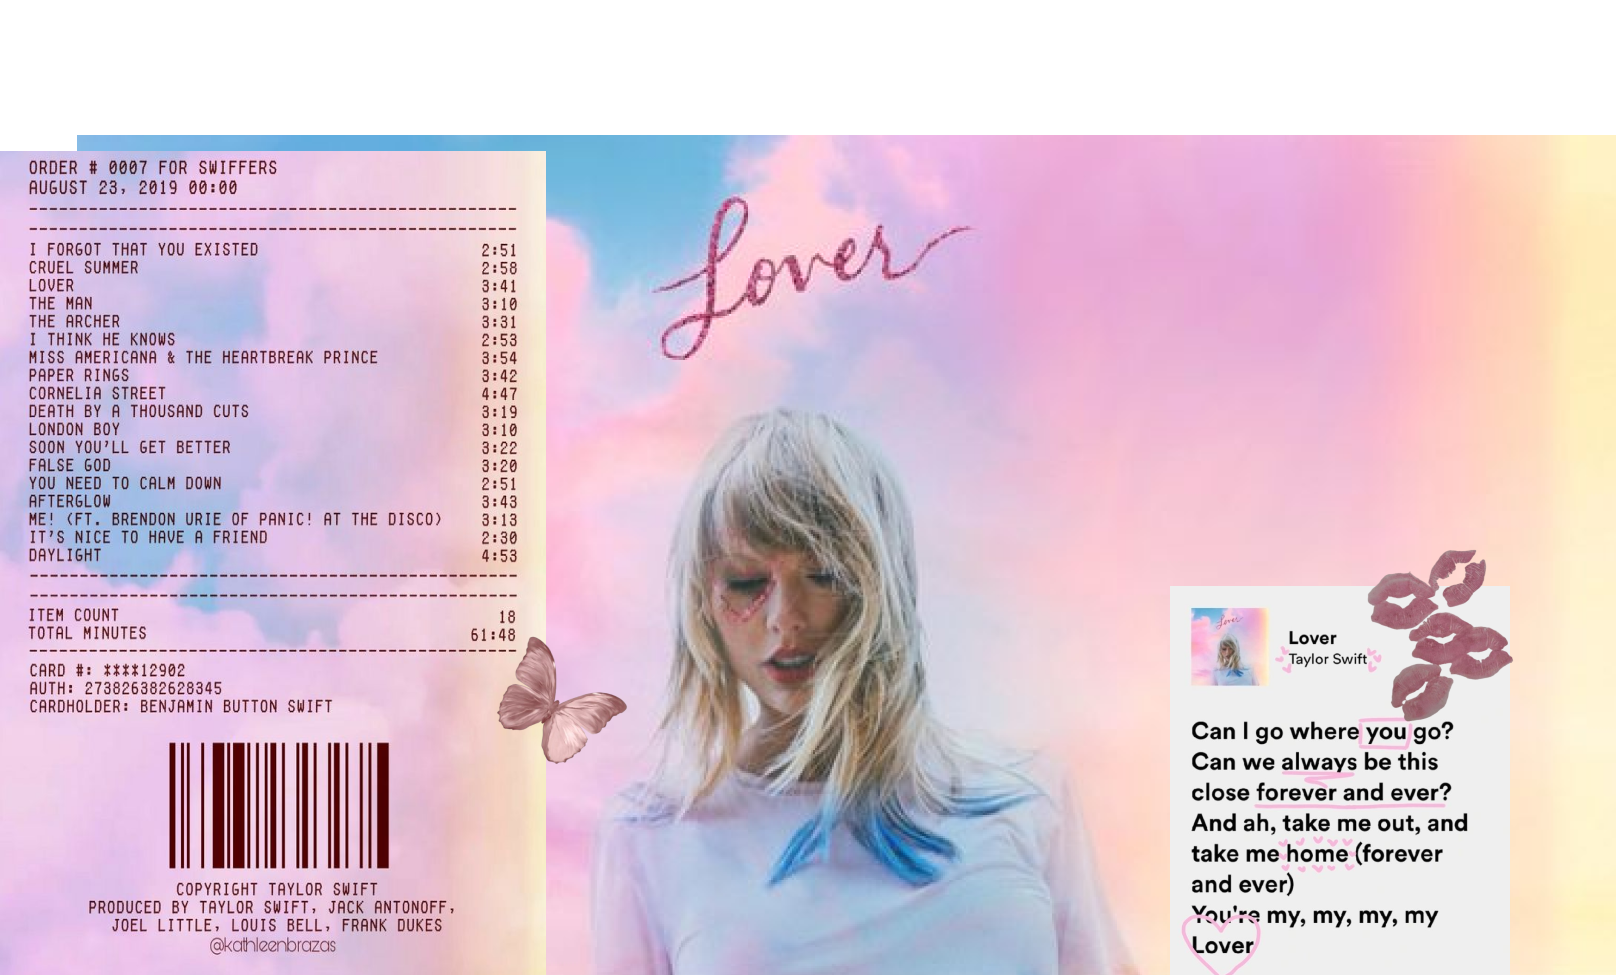 ORDER # 0007 FOR SWIFFERS
AUGUST 23, 2019 00:00
I FORGOT THAT YOU EXISTED 2:51
CRUEL SUMMER 2:58
LOVER 3:41
THE MAN 3:10
THE ARCHER 3:31
I THINK HE KNOWS 2:53
MISS AMERICANA & THE HEARTBREAK PRINCE 3:54
PAPER RINGS 3:42
CORNELIA STREET 4:47
DEATH BY A THOUSAND CUTS 3:19
LONDON BOY 3:10
SOON YOU'LL GET BETTER 3:22
FALSE GOD 3:20
YOU NEED TO CALM DOWN 2:51
AFTERGLOW 3:43
ME! (FT. BRENDON URIE OF PANIC! AT THE DISCO) 3:13
IT'S NICE TO HAVE A FRIEND 2:30
DAYLIGHT 4:53
ITEM COUNT 18
TOTAL MINUTES 61:48
CARD #: ****12902
AUTH: 273826382628345
CARDHOLDER: BENJAMIN BUTTON SWIFT
COPYRIGHT TAYLOR SWIFT
PRODUCED BY TAYLOR SWIFT, JACK ANTONOFF,
JOEL LITTLE, LOUIS BELL, FRANK DUKES
@kathleenbrazas
Lover
Lover
Lover
Taylor Swift
Can I go where you go?
Can we always be this
close forever and ever?
And ah, take me out, and
take me home (forever
and ever)
You're my, my, my, my
Lover